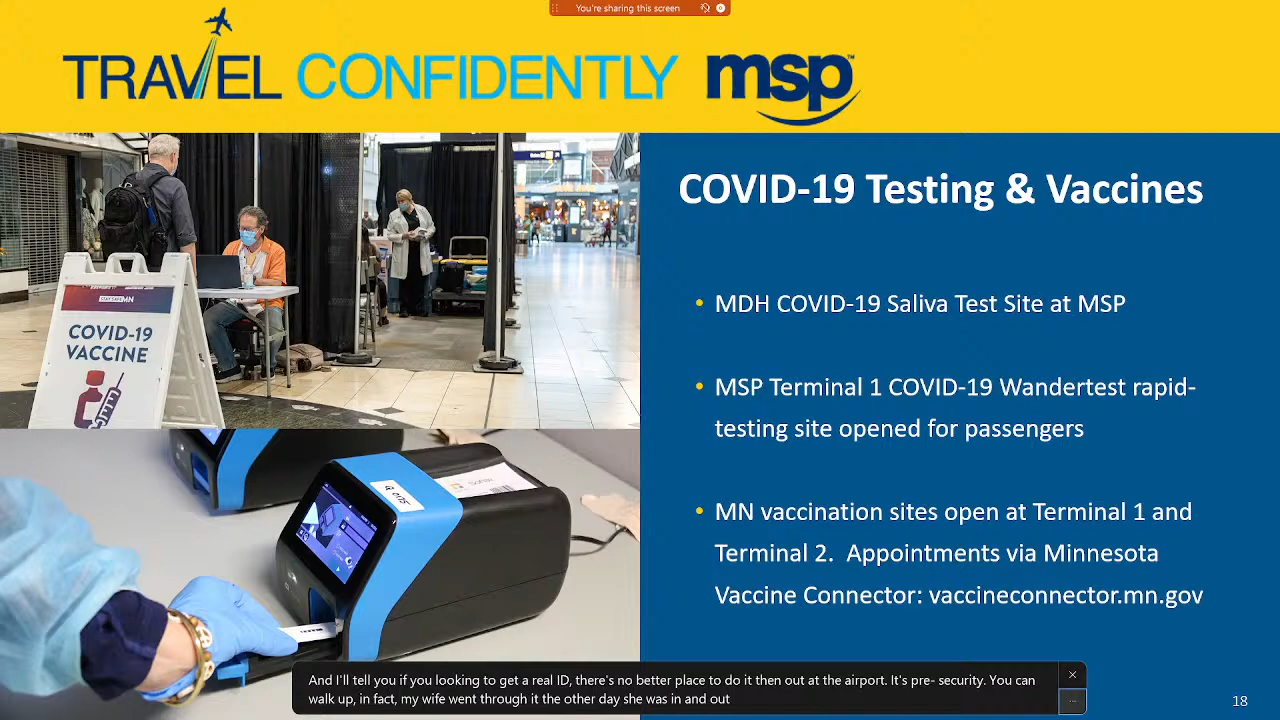 You're sharing this screen
TRAVEL CONFIDENTLY msp™
COVID-19 Testing & Vaccines
• MDH COVID-19 Saliva Test Site at MSP
• MSP Terminal 1 COVID-19 Wandertest rapid-
testing site opened for passengers
• MN vaccination sites open at Terminal 1 and
Terminal 2. Appointments via Minnesota
Vaccine Connector: vaccineconnector.mn.gov
STAY SAFE MN
COVID-19
VACCINE
And I'll tell you if you looking to get a real ID, there's no better place to do it then out at the airport. It's pre- security. You can
walk up, in fact, my wife went through it the other day she was in and out
18